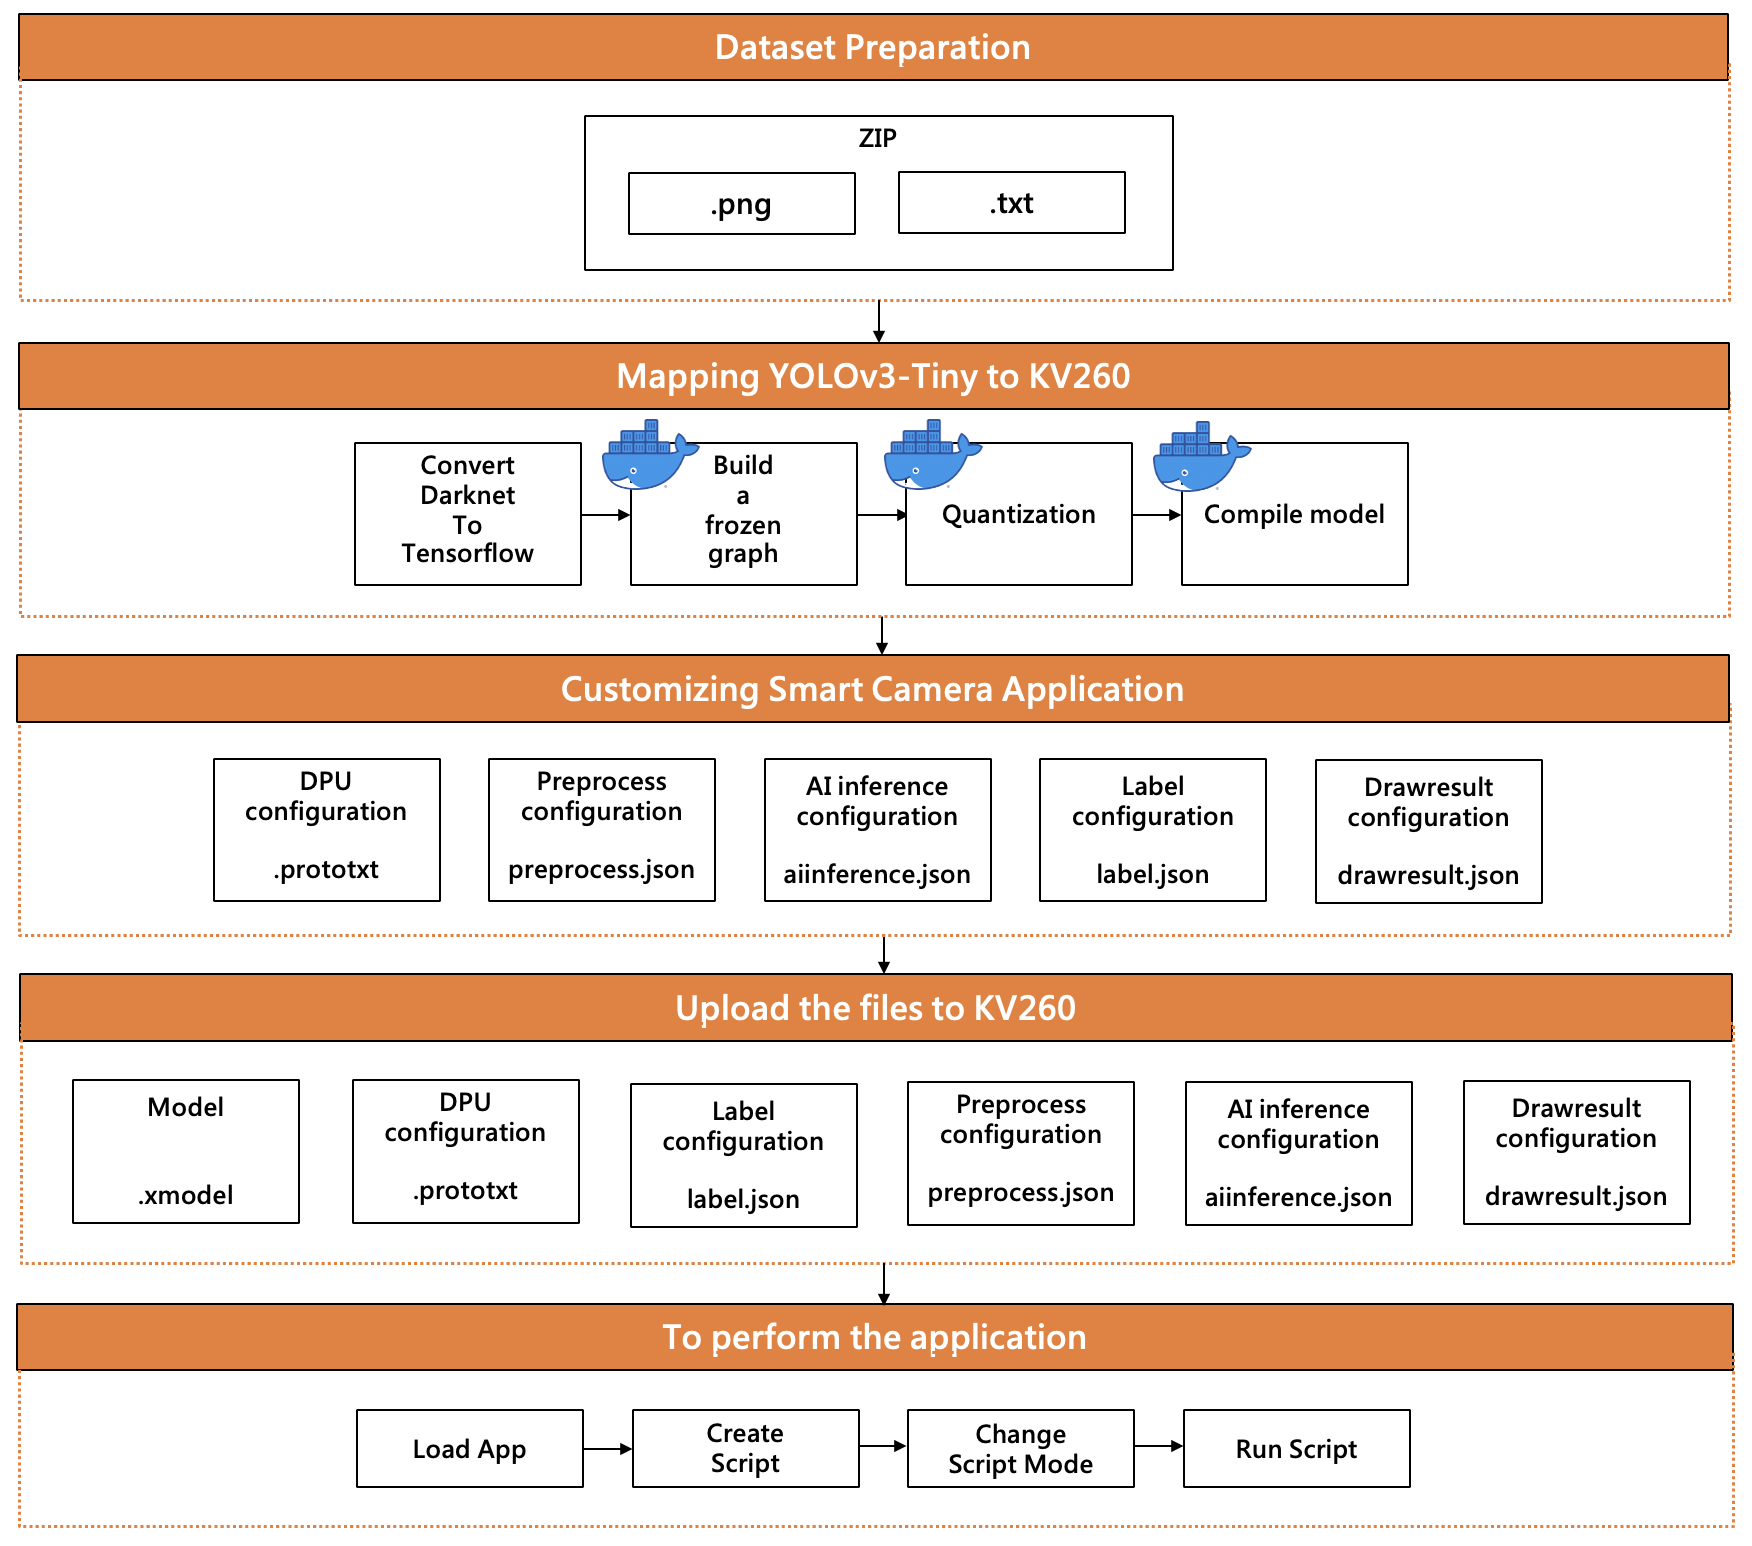 Dataset Preparation
ZIP
.png
.txt
Mapping YOLOv3-Tiny to KV260
Convert
Darknet
To
Tensorflow
Build
a
frozen
graph
Quantization
Compile model
Customizing Smart Camera Application
DPU
configuration
.prototxt
Preprocess
configuration
preprocess.json
AI inference
configuration
aiinference.json
Label
configuration
label.json
Drawresult
configuration
drawresult.json
Upload the files to KV260
Model
.xmodel
DPU
configuration
.prototxt
Label
configuration
label.json
Preprocess
configuration
preprocess.json
AI inference
configuration
aiinference.json
Drawresult
configuration
drawresult.json
To perform the application
Load App
Create
Script
Change
Script Mode
Run Script